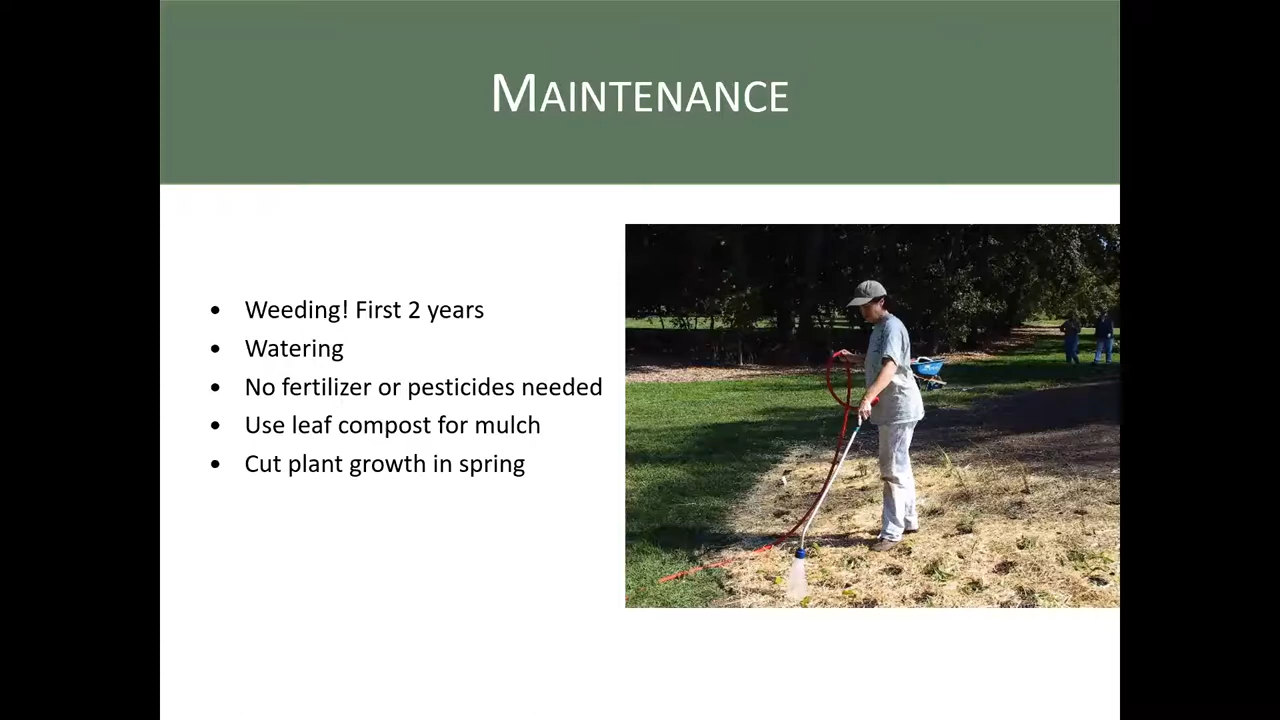 Maintenance
• Weeding! First 2 years
• Watering
• No fertilizer or pesticides needed
• Use leaf compost for mulch
• Cut plant growth in spring